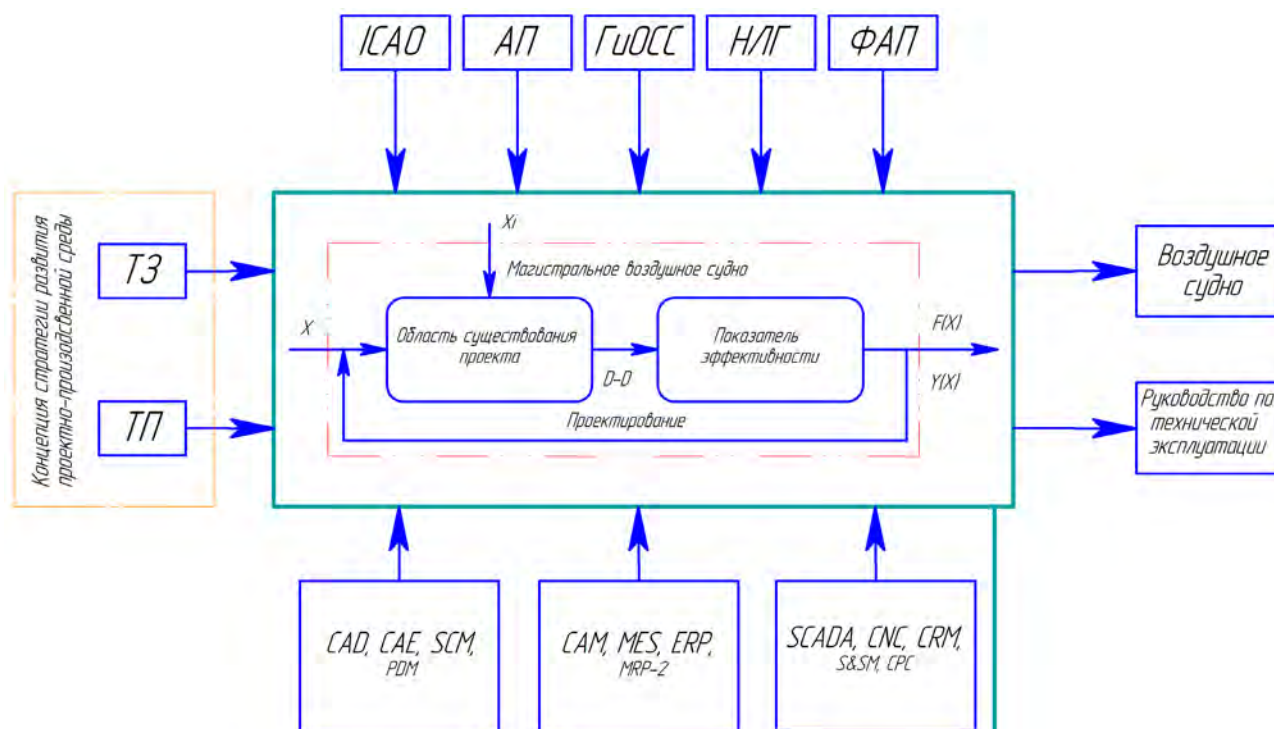 ICAO
АП
ГиОСС
НЛГ
ФАП
Концепция стратегии развития
проектно-произодсвенной среды
ТЗ
ТП
Xi
Магистральное воздушное судно
X
Область существования
проекта
D-D
Показатель
эффективности
F(X)
Y(X)
Проектирование
Воздушное
судно
Руководство по
технической
эксплуатации
CAD, CAE, SCM,
PDM
CAM, MES, ERP,
MRP-2
SCADA, CNC, CRM,
S&SM, CPC